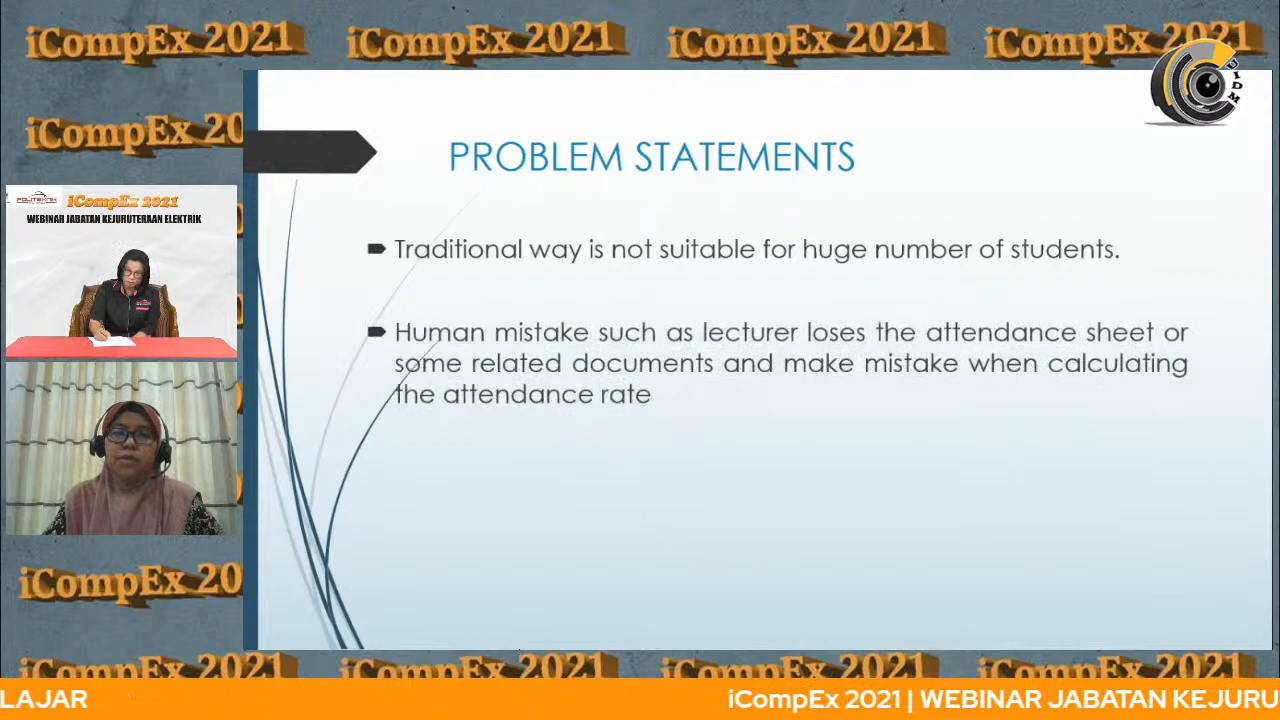 iCompEx 2021 iCompEx 2021 iCompEx 2021 iCompEx 2021
UIDM
iCompEx 20
PROBLEM STATEMENTS
POLITEKNIK iCompEx 2021
WEBINAR JABATAN KEJURUTERAAN ELEKTRIK
Traditional way is not suitable for huge number of students.
Human mistake such as lecturer loses the attendance sheet or
some related documents and make mistake when calculating
the attendance rate
iCompEx 20
iCompEx 2021 iCompEx 2021 iCompEx 2021 iCompEx 2021
LAJAR iCompEx 2021 | WEBINAR JABATAN KEJURU